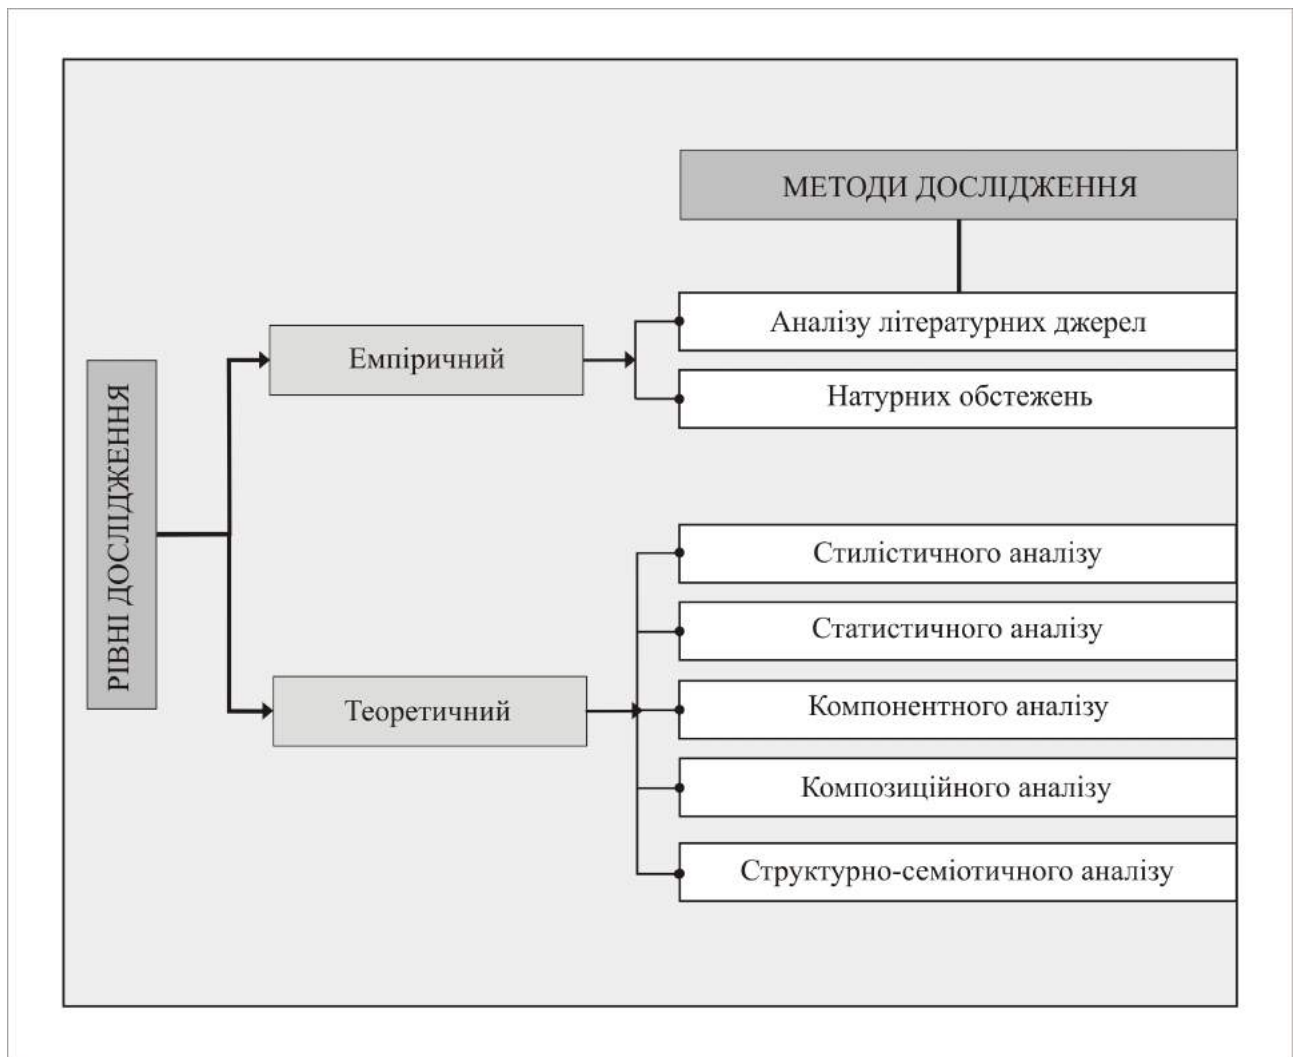 МЕТОДИ ДОСЛІДЖЕННЯ
РІВНІ ДОСЛІДЖЕННЯ
Емпіричний
Аналізу літературних джерел
Натурних обстежень
Теоретичний
Стилістичного аналізу
Статистичного аналізу
Компонентного аналізу
Композиційного аналізу
Структурно-семіотичного аналізу